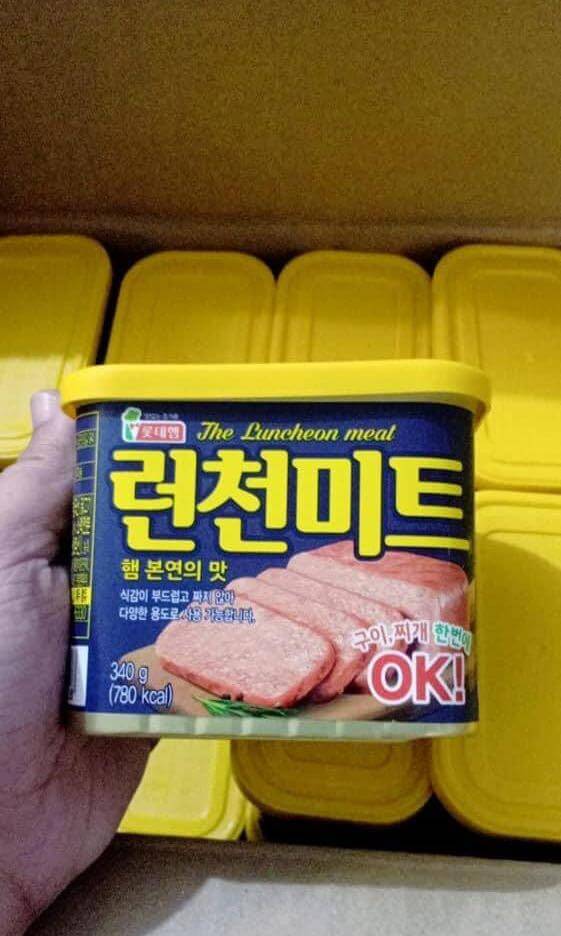 롯데햄
The Luncheon meat
런천미트
햄 본연의 맛
식감이 부드럽고 짜지 않아
다양한 용도로 사용 가능합니다.
구이, 찌개 한번에
OK!
340 g
(780 kcal)